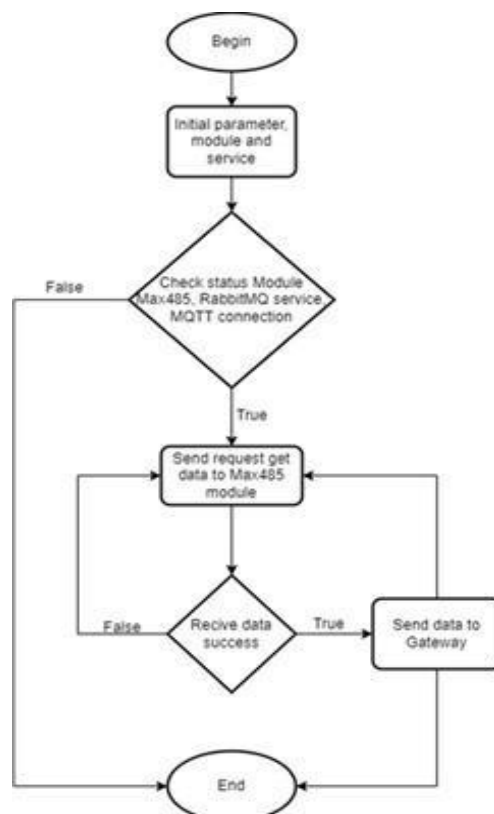 Begin
Initial parameter,
module and
service
False
Check status Module
Max485, RabbitMQ service,
MQTT connection
True
Send request get
data to Max485
module
False
Recive data
success
True
Send data to
Gateway
End